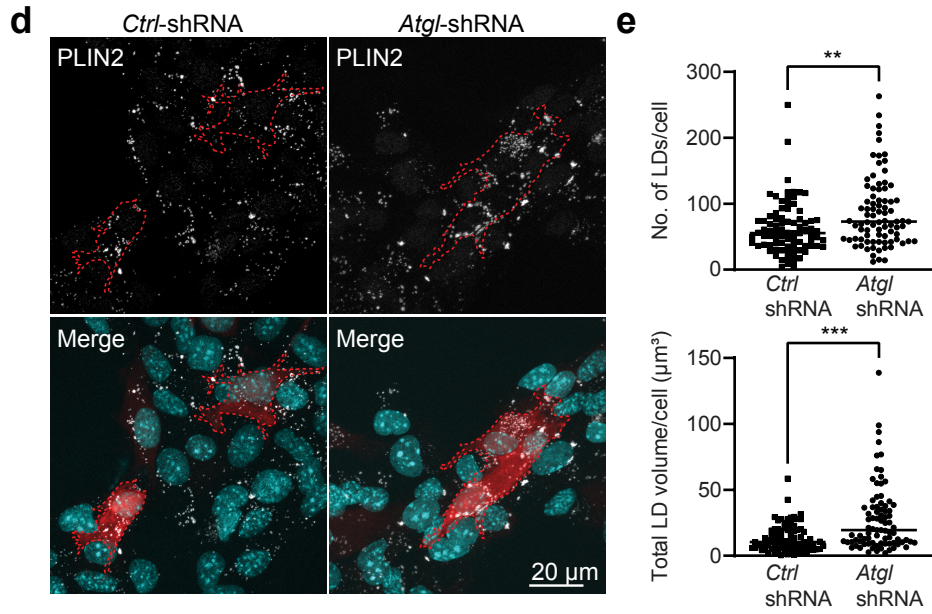 d
Ctrl-shRNA
Atgl-shRNA
PLIN2
PLIN2
Merge
Merge
20 µm
e
**
No. of LDs/cell
300
200
100
0
Ctrl
shRNA
Atgl
shRNA
***
Total LD volume/cell (µm³)
150
100
50
0
Ctrl
shRNA
Atgl
shRNA